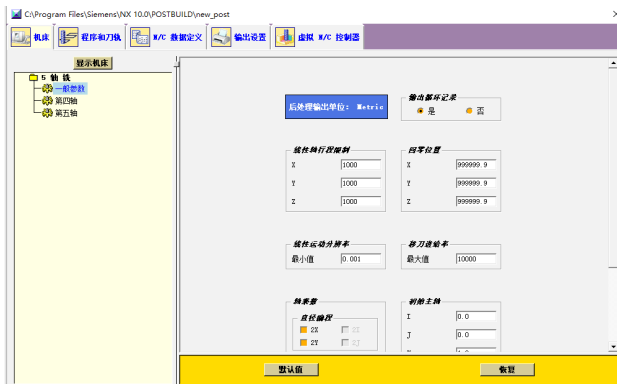 C:\Program Files\Siemens\NX 10.0\POSTBUILD\new_post
机床 程序和刀轨 N/C 数据定义 输出设置 虚拟 N/C 控制器
显示机床
5 轴 铣
一般参数
第四轴
第五轴
后处理输出单位: Metric
输出循环记录
是 否
线性轴行程限制
X 1000
Y 1000
Z 1000
回零位置
X 999999.9
Y 999999.9
Z 999999.9
线性运动分辨率
最小值 0.001
移刀进给率
最大值 10000
轴乘数
直径编程
2X 2I
2Y 2J
初始主轴
I 0.0
J 0.0
默认值 恢复